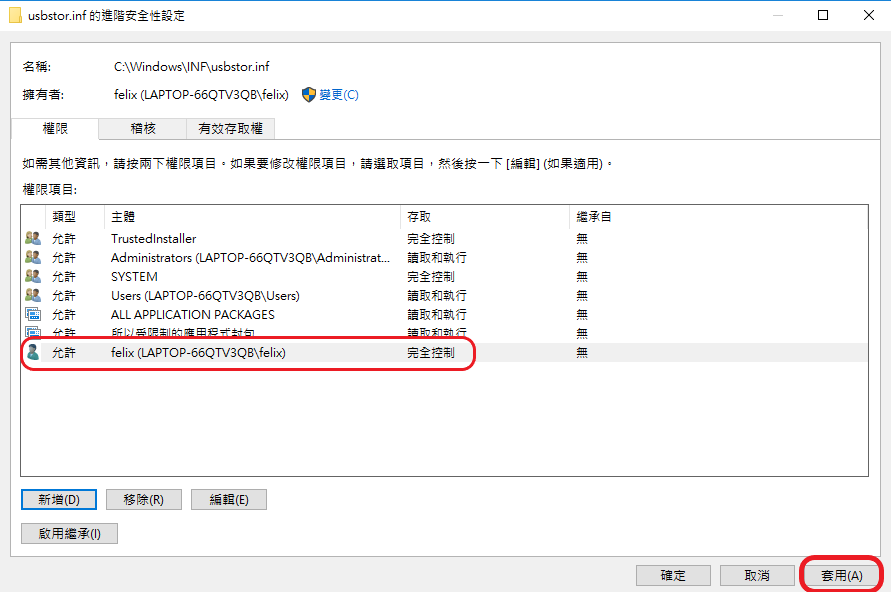 usbstor.inf 的進階安全性設定
名稱: C:\Windows\INF\usbstor.inf
擁有者: felix (LAPTOP-66QTV3QB\felix) 變更(C)
權限 稽核 有效存取權
如需其他資訊，請按兩下權限項目。如果要修改權限項目，請選取項目，然後按一下 [編輯] (如果適用)。
權限項目:
類型 主體 存取 繼承自
允許 TrustedInstaller 完全控制 無
允許 Administrators (LAPTOP-66QTV3QB\Administrat... 讀取和執行 無
允許 SYSTEM 完全控制 無
允許 Users (LAPTOP-66QTV3QB\Users) 讀取和執行 無
允許 ALL APPLICATION PACKAGES 讀取和執行 無
允許 所以受限制的應用程式封包 讀取和執行 無
允許 felix (LAPTOP-66QTV3QB\felix) 完全控制 無
新增(D) 移除(R) 編輯(E)
啟用繼承(I)
確定 取消 套用(A)